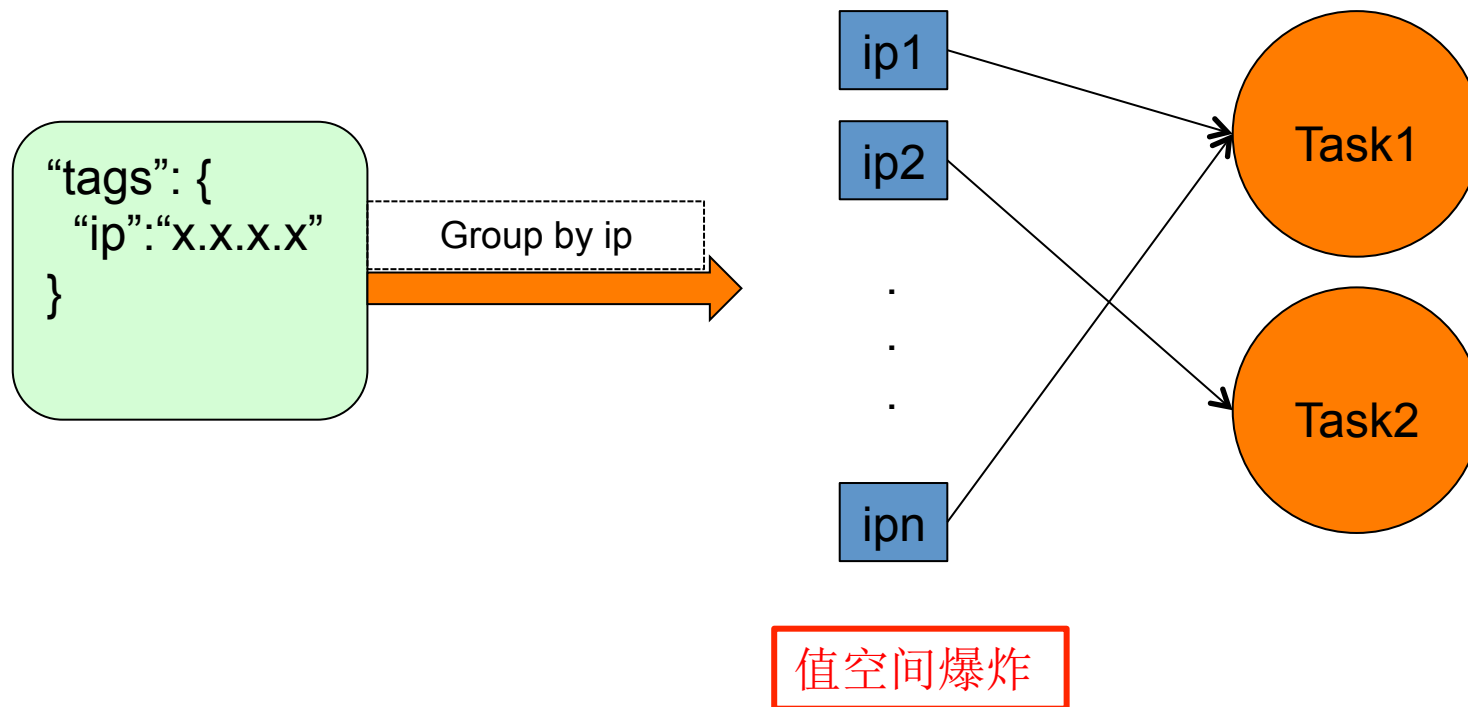 “tags”: {
“ip”:“x.x.x.x”
}
Group by ip
ip1
ip2
.
.
.
ipn
Task1
Task2
值空间爆炸